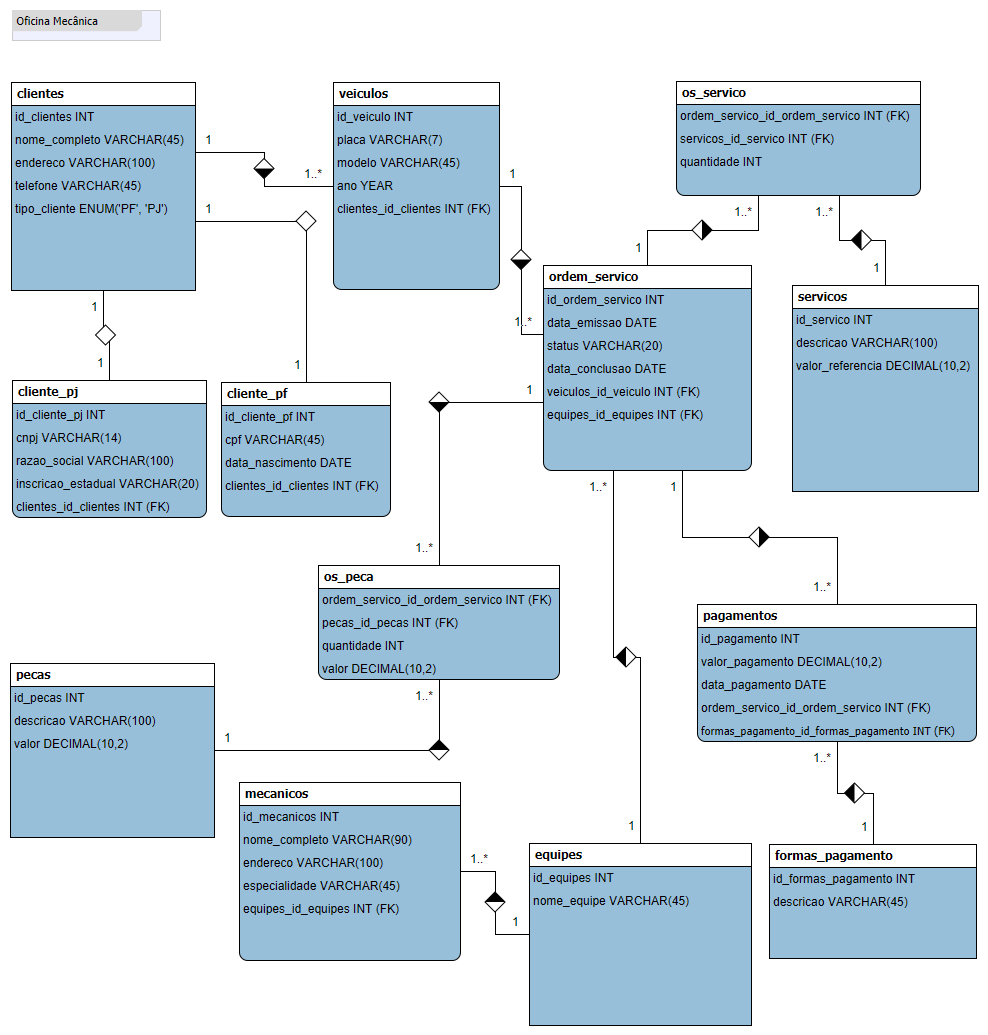 Oficina Mecânica
clientes
id_clientes INT
nome_completo VARCHAR(45)
endereco VARCHAR(100)
telefone VARCHAR(45)
tipo_cliente ENUM('PF', 'PJ')
1
1..*
1
1
1
1
veiculos
id_veiculo INT
placa VARCHAR(7)
modelo VARCHAR(45)
ano YEAR
clientes_id_clientes INT (FK)
1
1..*
os_servico
ordem_servico_id_ordem_servico INT (FK)
servicos_id_servico INT (FK)
quantidade INT
1..*
1
1..*
1
ordem_servico
id_ordem_servico INT
data_emissao DATE
status VARCHAR(20)
data_conclusao DATE
veiculos_id_veiculo INT (FK)
equipes_id_equipes INT (FK)
servicos
id_servico INT
descricao VARCHAR(100)
valor_referencia DECIMAL(10,2)
cliente_pj
id_cliente_pj INT
cnpj VARCHAR(14)
razao_social VARCHAR(100)
inscricao_estadual VARCHAR(20)
clientes_id_clientes INT (FK)
cliente_pf
id_cliente_pf INT
cpf VARCHAR(45)
data_nascimento DATE
clientes_id_clientes INT (FK)
1
1..*
1..*
1
1
1..*
os_peca
ordem_servico_id_ordem_servico INT (FK)
pecas_id_pecas INT (FK)
quantidade INT
valor DECIMAL(10,2)
1..*
1
pecas
id_pecas INT
descricao VARCHAR(100)
valor DECIMAL(10,2)
pagamentos
id_pagamento INT
valor_pagamento DECIMAL(10,2)
data_pagamento DATE
ordem_servico_id_ordem_servico INT (FK)
formas_pagamento_id_formas_pagamento INT (FK)
1..*
1
mecanicos
id_mecanicos INT
nome_completo VARCHAR(90)
endereco VARCHAR(100)
especialidade VARCHAR(45)
equipes_id_equipes INT (FK)
1..*
1
equipes
id_equipes INT
nome_equipe VARCHAR(45)
formas_pagamento
id_formas_pagamento INT
descricao VARCHAR(45)